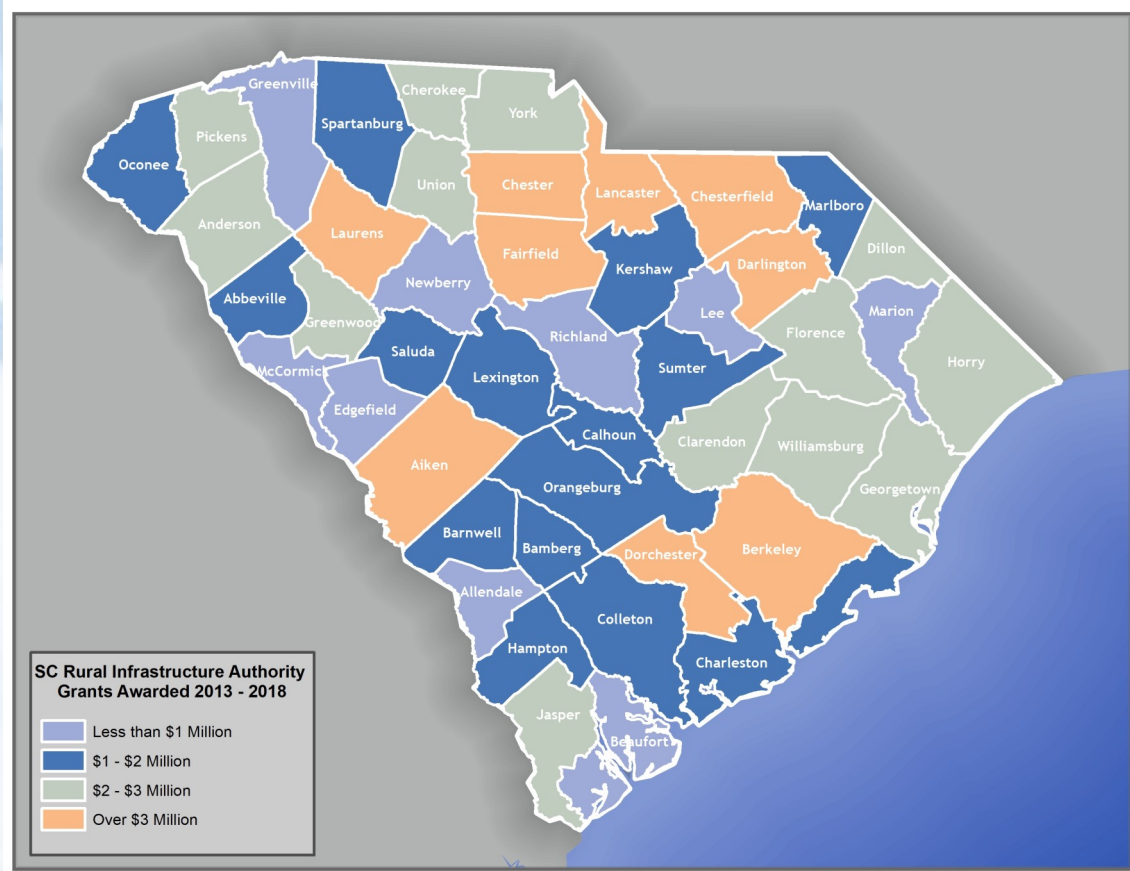 Greenville
Cherokee
York
Spartanburg
Pickens
Oconee
Union
Chester
Lancaster
Chesterfield
Marlboro
Anderson
Laurens
Fairfield
Darlington
Dillon
Kershaw
Newberry
Abbeville
Lee
Marion
Greenwood
Richland
Florence
Saluda
Lexington
Sumter
Horry
McCormick
Edgefield
Calhoun
Clarendon
Williamsburg
Aiken
Orangeburg
Georgetown
Barnwell
Bamberg
Dorchester
Berkeley
Allendale
Colleton
Hampton
Charleston
Jasper
Beaufort
SC Rural Infrastructure Authority
Grants Awarded 2013 - 2018
Less than $1 Million
$1 - $2 Million
$2 - $3 Million
Over $3 Million